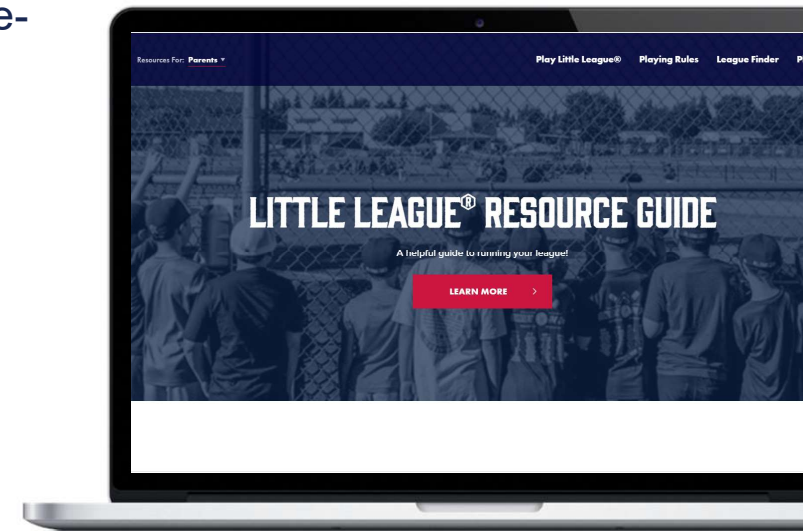 e-
Resources For: Parents
Play Little League® Playing Rules League Finder P
LITTLE LEAGUE® RESOURCE GUIDE
A helpful guide to running your league!
LEARN MORE >